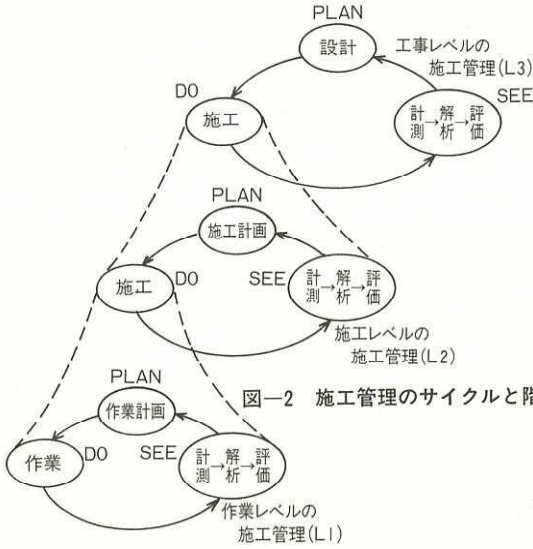 PLAN
設計
工事レベルの
施工管理(L3)
DO
SEE
施工
計測→解析→評価
PLAN
施工計画
施工
DO
SEE
計測→解析→評価
施工レベルの
施工管理(L2)
PLAN
図—2 施工管理のサイクルと階
作業計画
作業
DO
SEE
計測→解析→評価
作業レベルの
施工管理(L1)